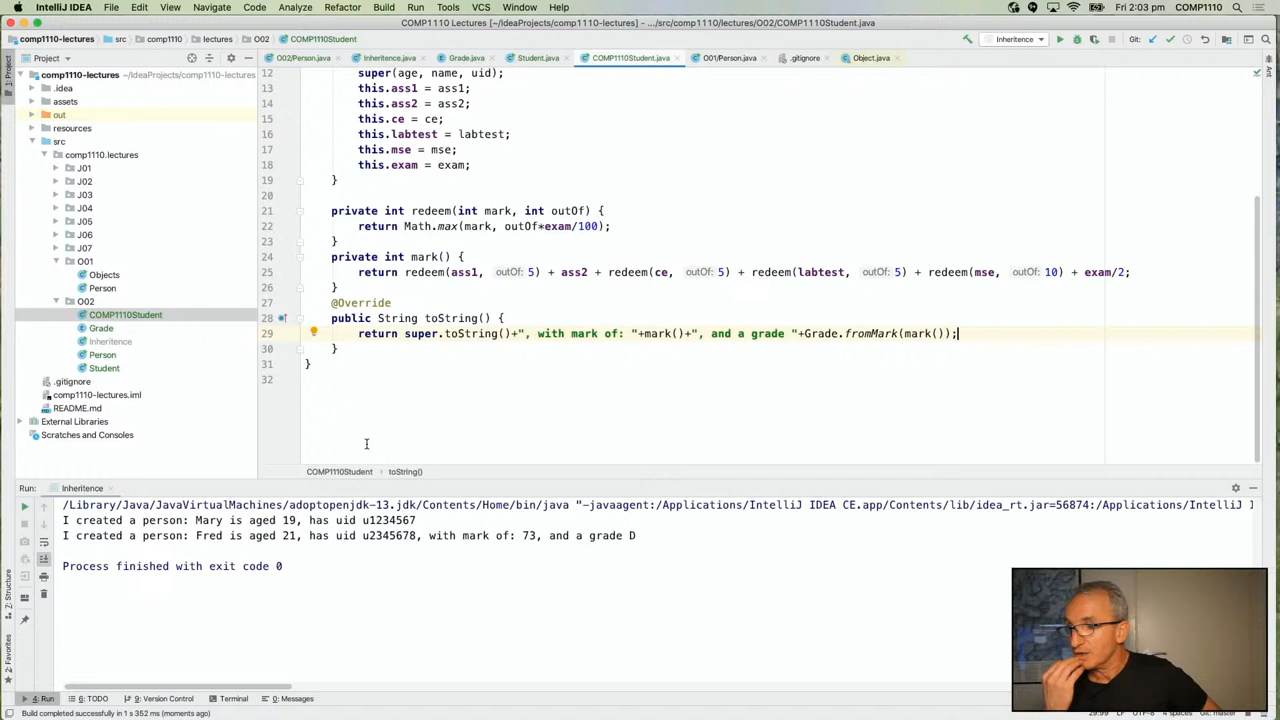 IntelliJ IDEA File Edit View Navigate Code Analyze Refactor Build Run Tools VCS Window Help Fri 2:03 pm COMP1110
COMP1110 Lectures [~/IdeaProjects/comp1110-lectures] - .../src/comp1110/lectures/O02/COMP1110Student.java
comp1110-lectures src comp1110 lectures O02 COMP1110Student Inheritence Git:
Project O02/Person.java Inheritence.java Grade.java Student.java COMP1110Student.java O01/Person.java .gitignore Object.java
1: Project
Ant
comp1110-lectures ~/IdeaProjects/comp1110-lectures
.idea
assets
out
resources
src
comp1110.lectures
J01
J02
J03
J04
J05
J06
J07
O01
Objects
Person
O02
COMP1110Student
Grade
Inheritence
Person
Student
.gitignore
comp1110-lectures.iml
README.md
External Libraries
Scratches and Consoles
12 super(age, name, uid);
13 this.ass1 = ass1;
14 this.ass2 = ass2;
15 this.ce = ce;
16 this.labtest = labtest;
17 this.mse = mse;
18 this.exam = exam;
19 }
20
21 private int redeem(int mark, int outOf) {
22 return Math.max(mark, outOf*exam/100);
23 }
24 private int mark() {
25 return redeem(ass1, outOf: 5) + ass2 + redeem(ce, outOf: 5) + redeem(labtest, outOf: 5) + redeem(mse, outOf: 10) + exam/2;
26 }
27 @Override
28 public String toString() {
29 return super.toString()+", with mark of: "+mark()+", and a grade "+Grade.fromMark(mark());
30 }
31 }
32
COMP1110Student toString()
Run: Inheritence
/Library/Java/JavaVirtualMachines/adoptopenjdk-13.jdk/Contents/Home/bin/java "-javaagent:/Applications/IntelliJ IDEA CE.app/Contents/lib/idea_rt.jar=56874:/Applications/IntelliJ I
I created a person: Mary is aged 19, has uid u1234567
I created a person: Fred is aged 21, has uid u2345678, with mark of: 73, and a grade D
Process finished with exit code 0
Z: Structure
2: Favorites
4: Run 6: TODO 9: Version Control Terminal 0: Messages
Build completed successfully in 1 s 352 ms (moments ago)